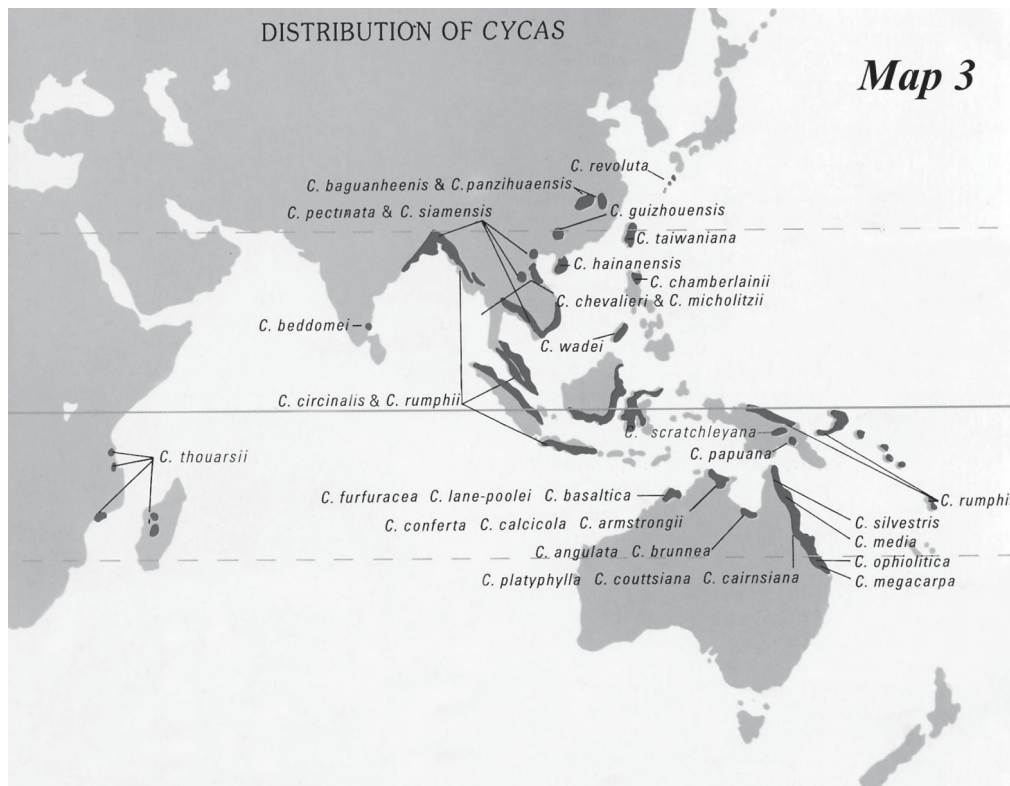 DISTRIBUTION OF CYCAS
Map 3
C. revoluta
C. baguanheenis & C. panzihuaensis
C. pectinata & C. siamensis
C. guizhouensis
C. taiwaniana
C. hainanensis
C. chamberlainii
C. chevalieri & C. micholitzii
C. beddomei
C. wadei
C. circinalis & C. rumphii
C. scratchleyana
C. papuana
C. thouarsii
C. furfuracea C. lane-poolei C. basaltica
C. rumphii
C. conferta C. calcicola C. armstrongii
C. silvestris
C. media
C. angulata C. brunnea
C. ophiolitica
C. platyphylla C. couttsiana C. cairnsiana
C. megacarpa